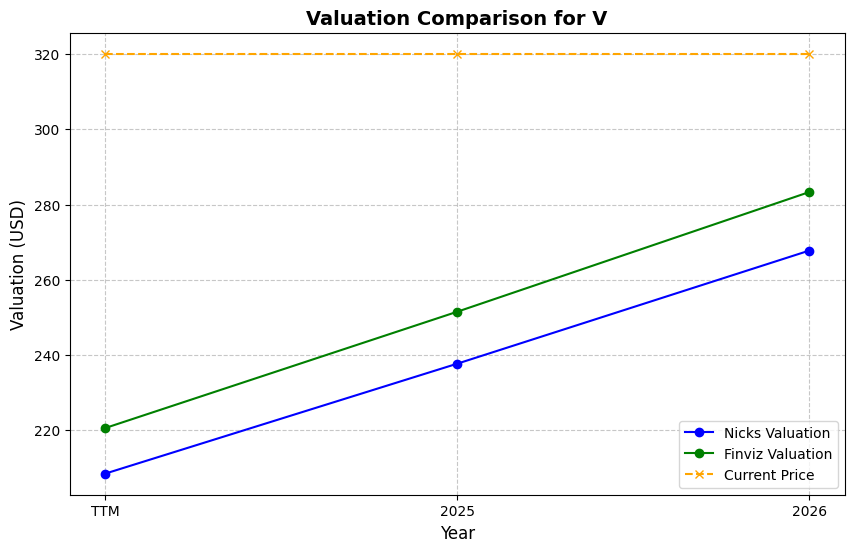 Valuation Comparison for V
Valuation (USD)
320
300
280
260
240
220
TTM
2025
2026
Year
Nicks Valuation
Finviz Valuation
Current Price